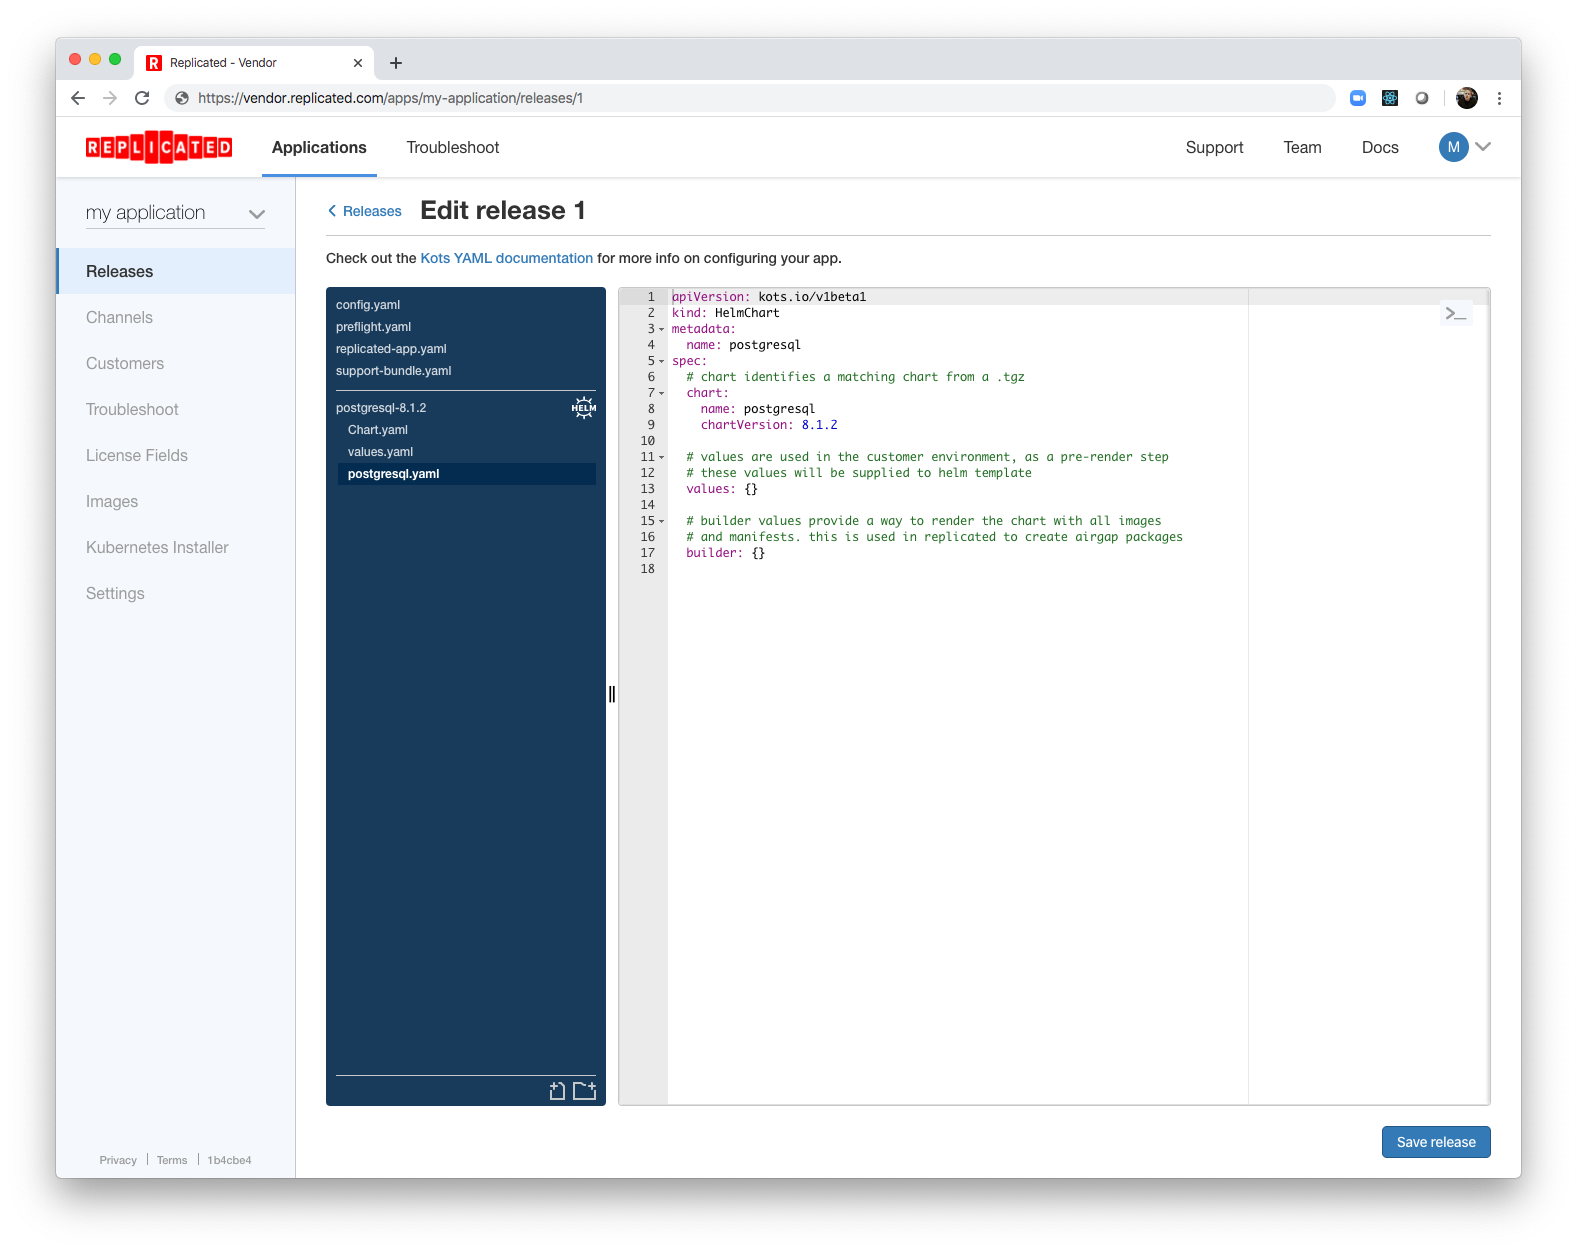 R Replicated - Vendor
https://vendor.replicated.com/apps/my-application/releases/1
REPLICATED Applications Troubleshoot Support Team Docs M
my application
Releases
Channels
Customers
Troubleshoot
License Fields
Images
Kubernetes Installer
Settings
Privacy Terms 1b4cbe4
Releases Edit release 1
Check out the Kots YAML documentation for more info on configuring your app.
config.yaml
preflight.yaml
replicated-app.yaml
support-bundle.yaml
postgresql-8.1.2 HELM
Chart.yaml
values.yaml
postgresql.yaml
1 apiVersion: kots.io/v1beta1
2 kind: HelmChart
3 metadata:
4   name: postgresql
5 spec:
6   # chart identifies a matching chart from a .tgz
7   chart:
8     name: postgresql
9     chartVersion: 8.1.2
10
11   # values are used in the customer environment, as a pre-render step
12   # these values will be supplied to helm template
13   values: {}
14
15   # builder values provide a way to render the chart with all images
16   # and manifests. this is used in replicated to create airgap packages
17   builder: {}
18
>_
Save release